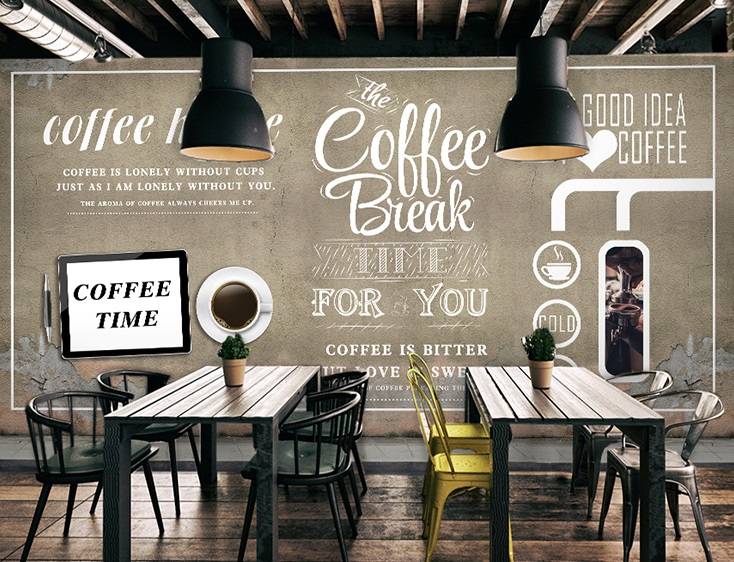 coffee
COFFEE IS LONELY WITHOUT CUPS
JUST AS I AM LONELY WITHOUT YOU.
THE AROMA OF COFFEE ALWAYS CHEERS ME UP.
COFFEE
TIME
the
Coffee
Break
TIME
FOR YOU
COFFEE IS BITTER
GOOD IDEA
COFFEE
COLD